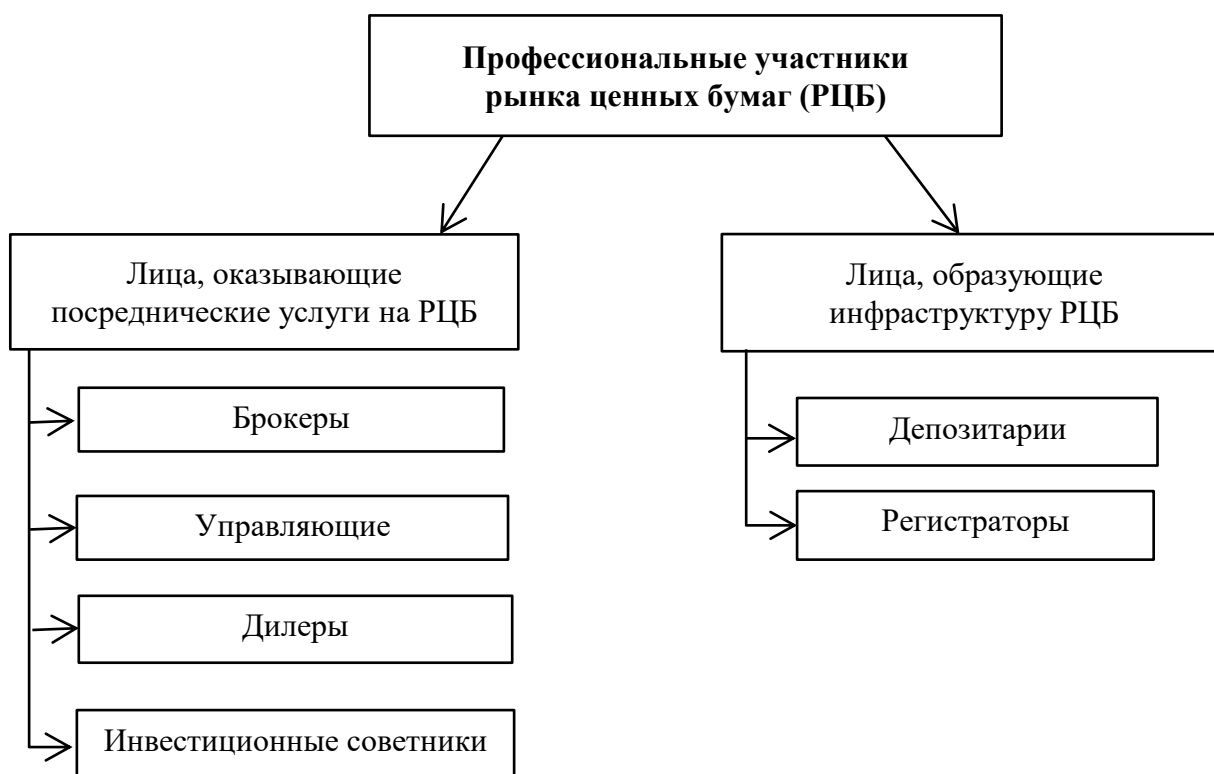 Профессиональные участники
рынка ценных бумаг (РЦБ)
Лица, оказывающие
посреднические услуги на РЦБ
Брокеры
Управляющие
Дилеры
Инвестиционные советники
Лица, образующие
инфраструктуру РЦБ
Депозитарии
Регистраторы